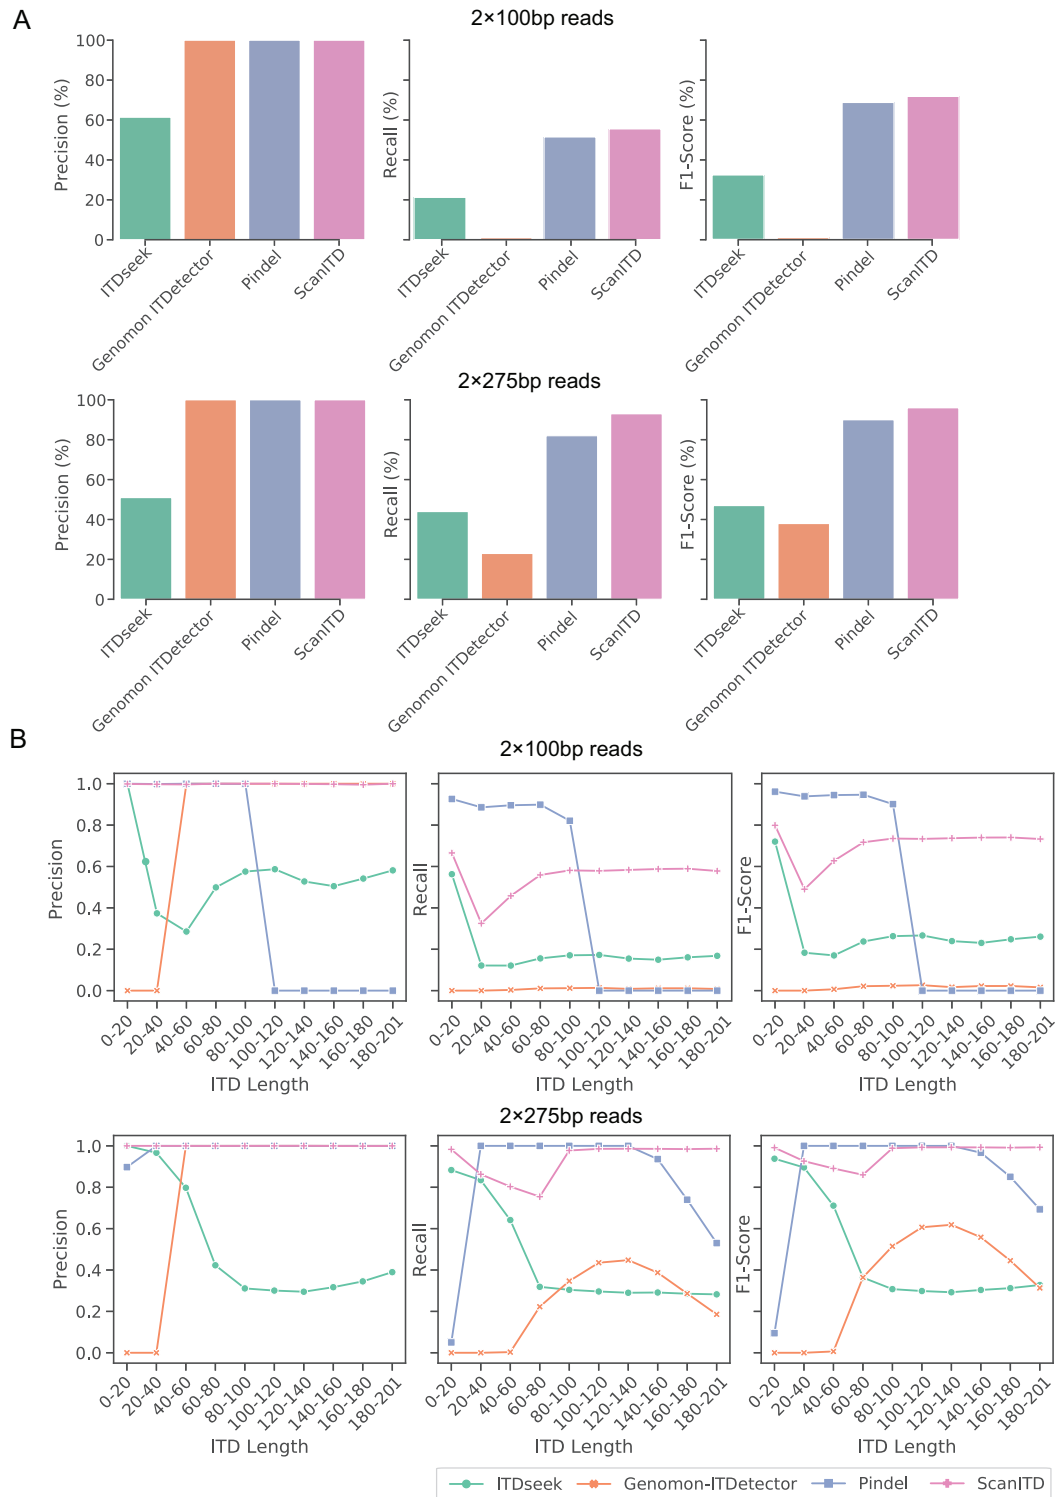 A
2×100bp reads
Precision (%)
100
80
60
40
20
0
ITDseek
Genomon ITDetector
Pindel
ScanITD
Recall (%)
ITDseek
Genomon ITDetector
Pindel
ScanITD
F1-Score (%)
ITDseek
Genomon ITDetector
Pindel
ScanITD
2×275bp reads
Precision (%)
100
80
60
40
20
0
ITDseek
Genomon ITDetector
Pindel
ScanITD
Recall (%)
ITDseek
Genomon ITDetector
Pindel
ScanITD
F1-Score (%)
ITDseek
Genomon ITDetector
Pindel
ScanITD
B
2×100bp reads
Precision
1.0
0.8
0.6
0.4
0.2
0.0
0-20
20-40
40-60
60-80
80-100
100-120
120-140
140-160
160-180
180-201
ITD Length
Recall
0-20
20-40
40-60
60-80
80-100
100-120
120-140
140-160
160-180
180-201
ITD Length
F1-Score
0-20
20-40
40-60
60-80
80-100
100-120
120-140
140-160
160-180
180-201
ITD Length
2×275bp reads
Precision
1.0
0.8
0.6
0.4
0.2
0.0
0-20
20-40
40-60
60-80
80-100
100-120
120-140
140-160
160-180
180-201
ITD Length
Recall
0-20
20-40
40-60
60-80
80-100
100-120
120-140
140-160
160-180
180-201
ITD Length
F1-Score
0-20
20-40
40-60
60-80
80-100
100-120
120-140
140-160
160-180
180-201
ITD Length
ITDseek Genomon-ITDetector Pindel ScanITD